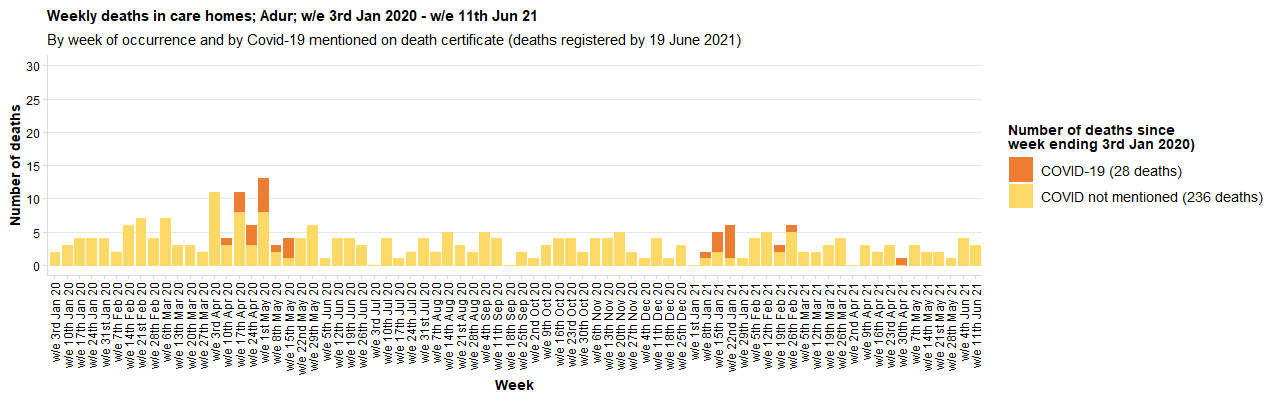 Weekly deaths in care homes; Adur; w/e 3rd Jan 2020 - w/e 11th Jun 21
By week of occurrence and by Covid-19 mentioned on death certificate (deaths registered by 19 June 2021)
Number of deaths
30
25
20
15
10
5
0
w/e 3rd Jan 20
w/e 10th Jan 20
w/e 17th Jan 20
w/e 24th Jan 20
w/e 31st Jan 20
w/e 7th Feb 20
w/e 14th Feb 20
w/e 21st Feb 20
w/e 28th Feb 20
w/e 6th Mar 20
w/e 13th Mar 20
w/e 20th Mar 20
w/e 27th Mar 20
w/e 3rd Apr 20
w/e 10th Apr 20
w/e 17th Apr 20
w/e 24th Apr 20
w/e 1st May 20
w/e 8th May 20
w/e 15th May 20
w/e 22nd May 20
w/e 29th May 20
w/e 5th Jun 20
w/e 12th Jun 20
w/e 19th Jun 20
w/e 26th Jun 20
w/e 3rd Jul 20
w/e 10th Jul 20
w/e 17th Jul 20
w/e 24th Jul 20
w/e 31st Jul 20
w/e 7th Aug 20
w/e 14th Aug 20
w/e 21st Aug 20
w/e 28th Aug 20
w/e 4th Sep 20
w/e 11th Sep 20
w/e 18th Sep 20
w/e 25th Sep 20
w/e 2nd Oct 20
w/e 9th Oct 20
w/e 16th Oct 20
w/e 23rd Oct 20
w/e 30th Oct 20
w/e 6th Nov 20
w/e 13th Nov 20
w/e 20th Nov 20
w/e 27th Nov 20
w/e 4th Dec 20
w/e 11th Dec 20
w/e 18th Dec 20
w/e 25th Dec 20
w/e 1st Jan 21
w/e 8th Jan 21
w/e 15th Jan 21
w/e 22nd Jan 21
w/e 29th Jan 21
w/e 5th Feb 21
w/e 12th Feb 21
w/e 19th Feb 21
w/e 26th Feb 21
w/e 5th Mar 21
w/e 12th Mar 21
w/e 19th Mar 21
w/e 26th Mar 21
w/e 2nd Apr 21
w/e 9th Apr 21
w/e 16th Apr 21
w/e 23rd Apr 21
w/e 30th Apr 21
w/e 7th May 21
w/e 14th May 21
w/e 21st May 21
w/e 28th May 21
w/e 4th Jun 21
w/e 11th Jun 21
Week
Number of deaths since
week ending 3rd Jan 2020)
COVID-19 (28 deaths)
COVID not mentioned (236 deaths)